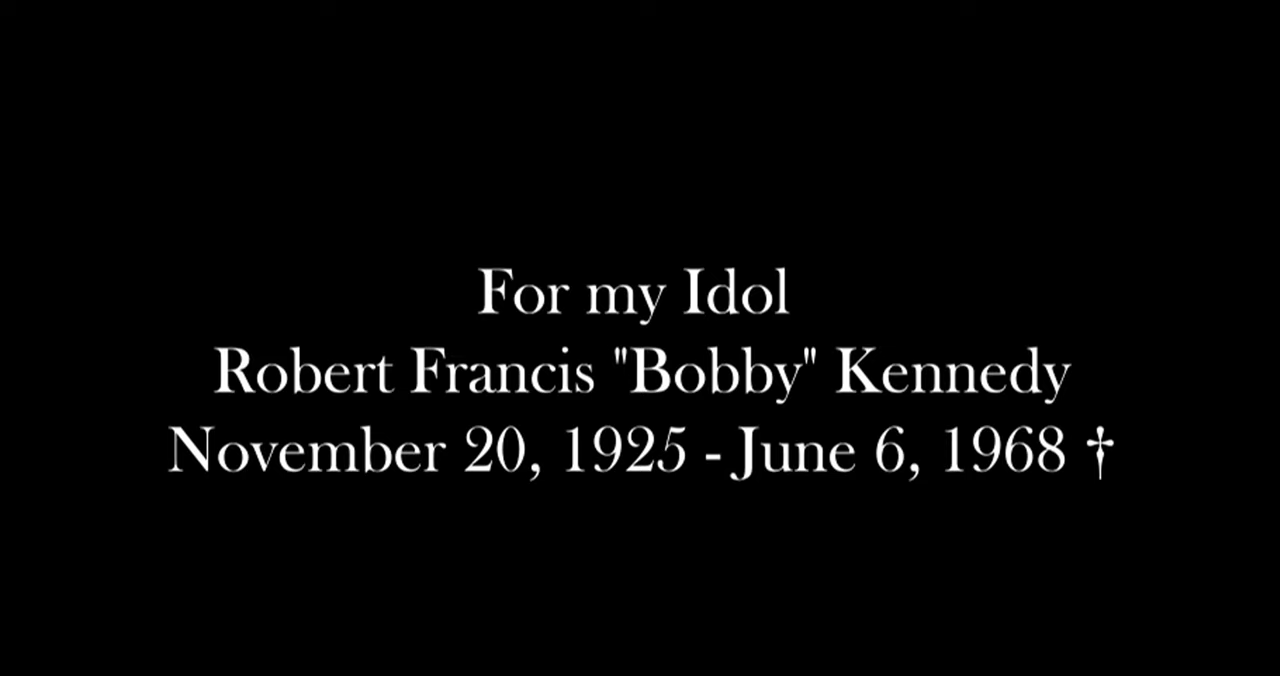 For my Idol
Robert Francis "Bobby" Kennedy
November 20, 1925 - June 6, 1968 †